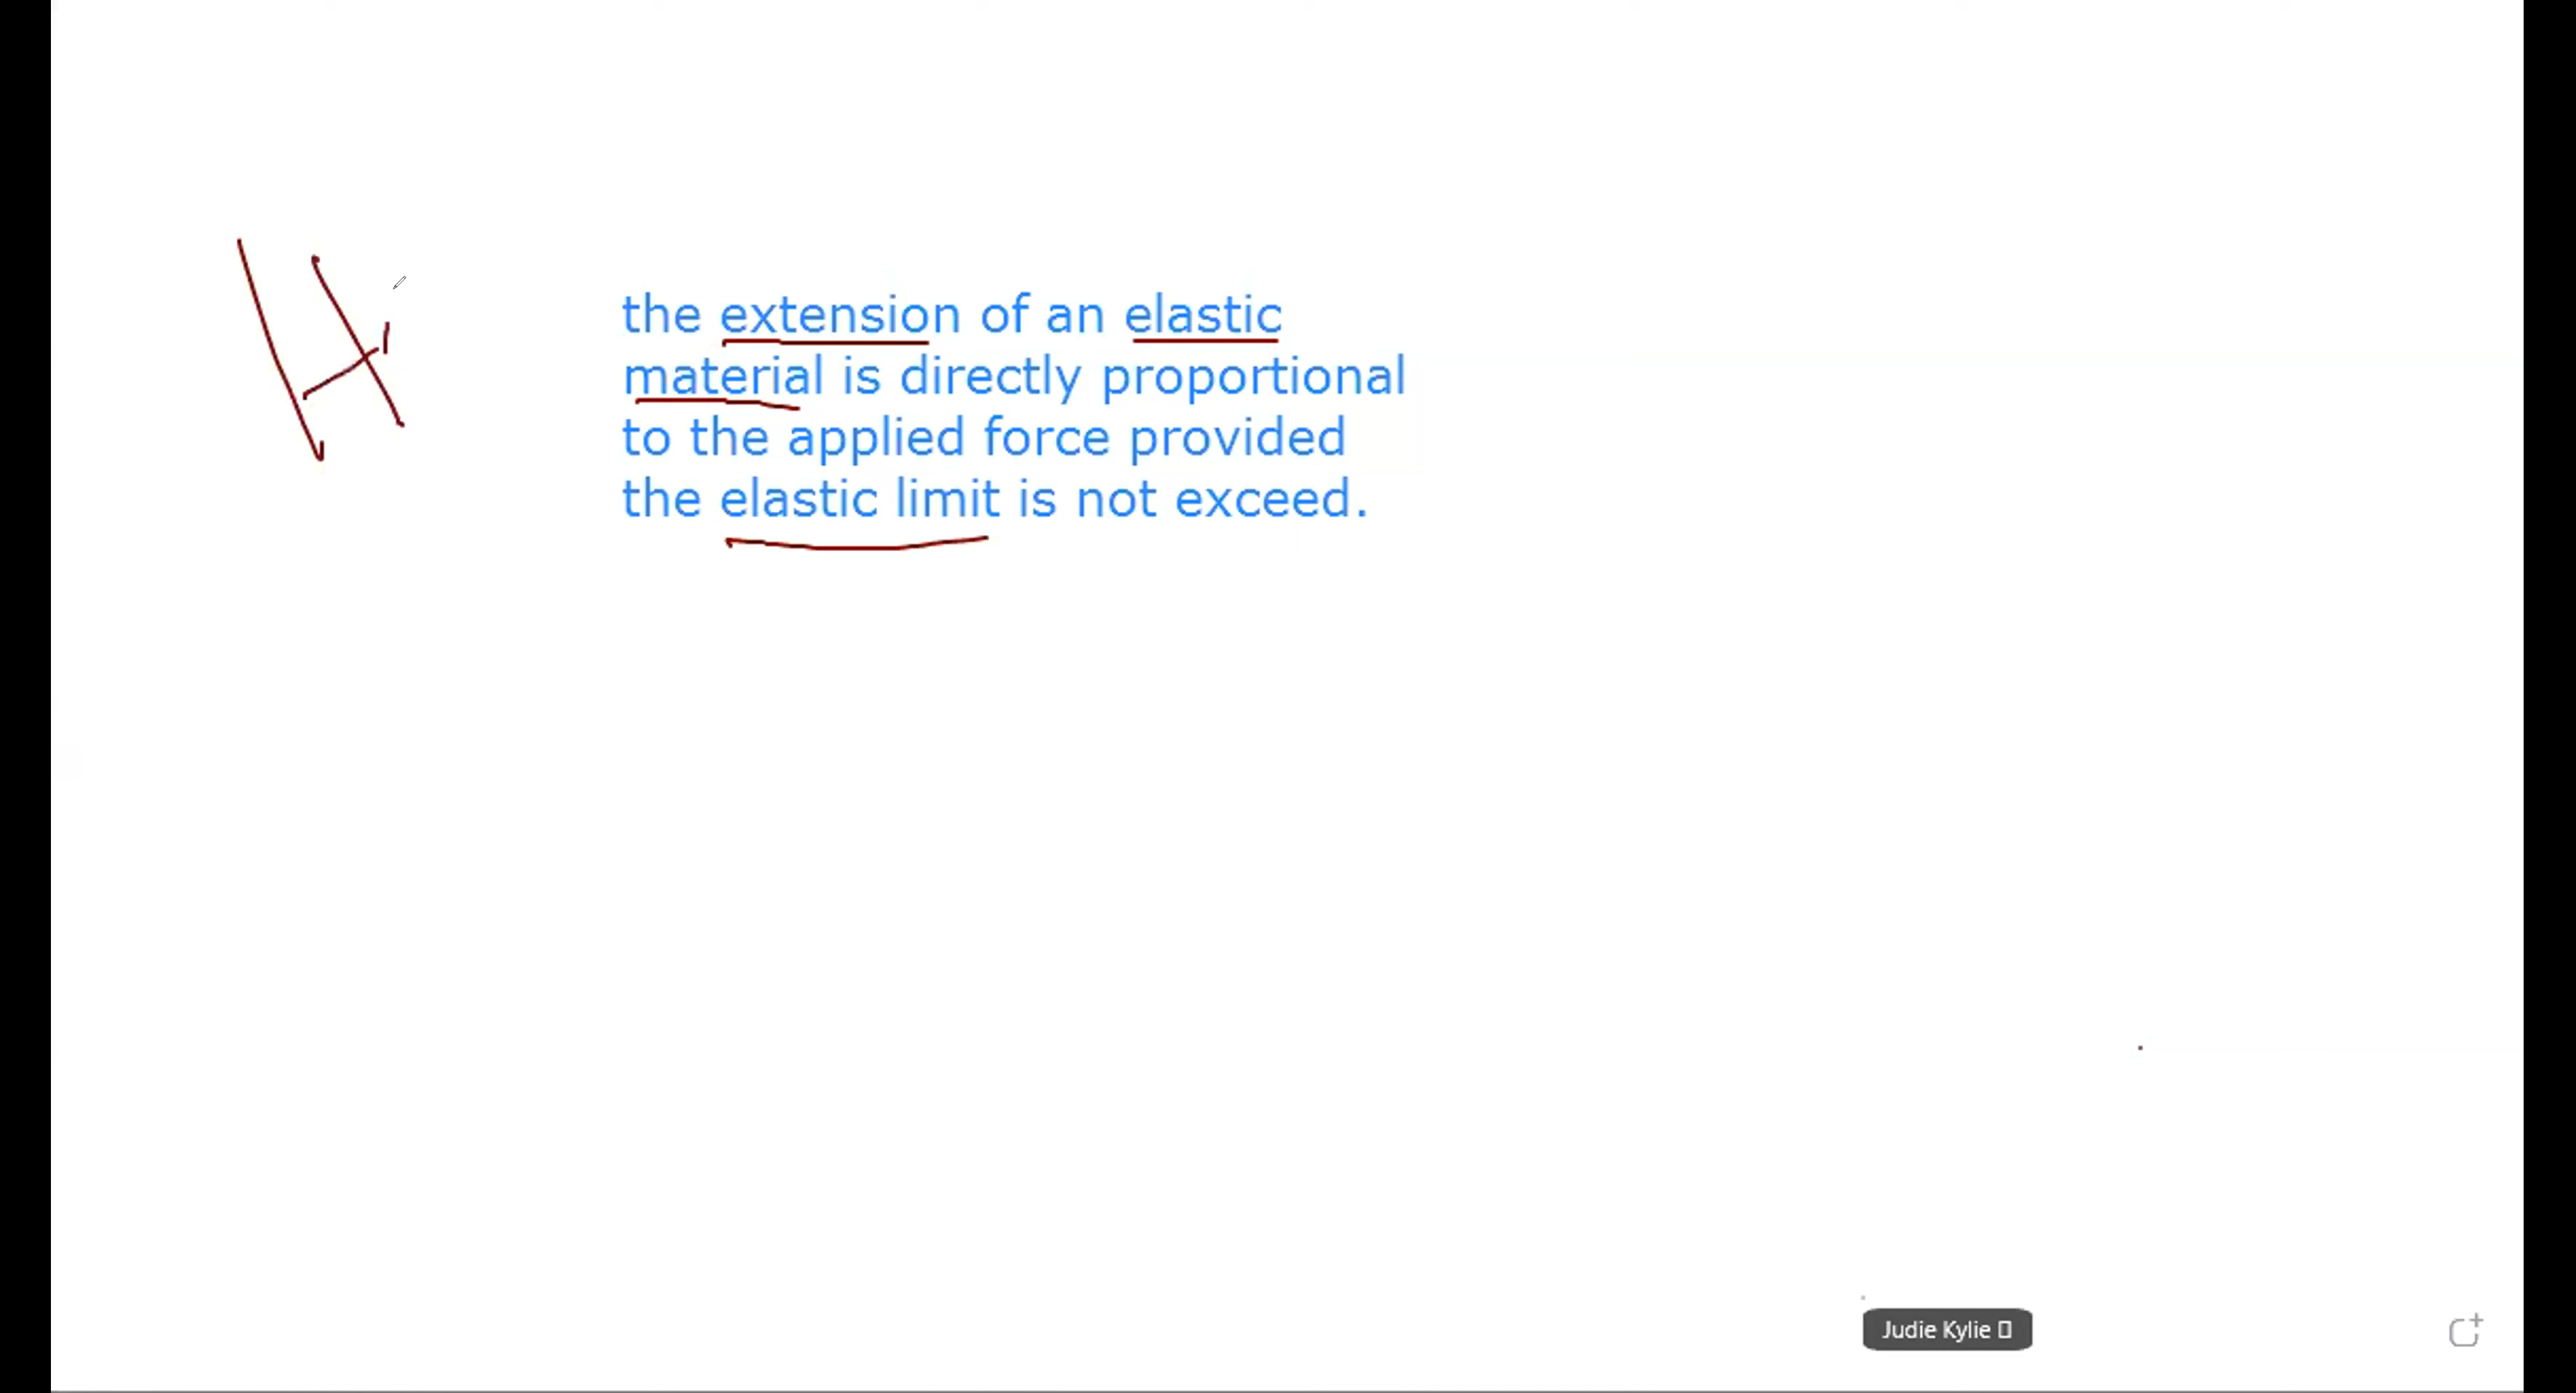 H
the extension of an elastic
material is directly proportional
to the applied force provided
the elastic limit is not exceed.
Judie Kylie